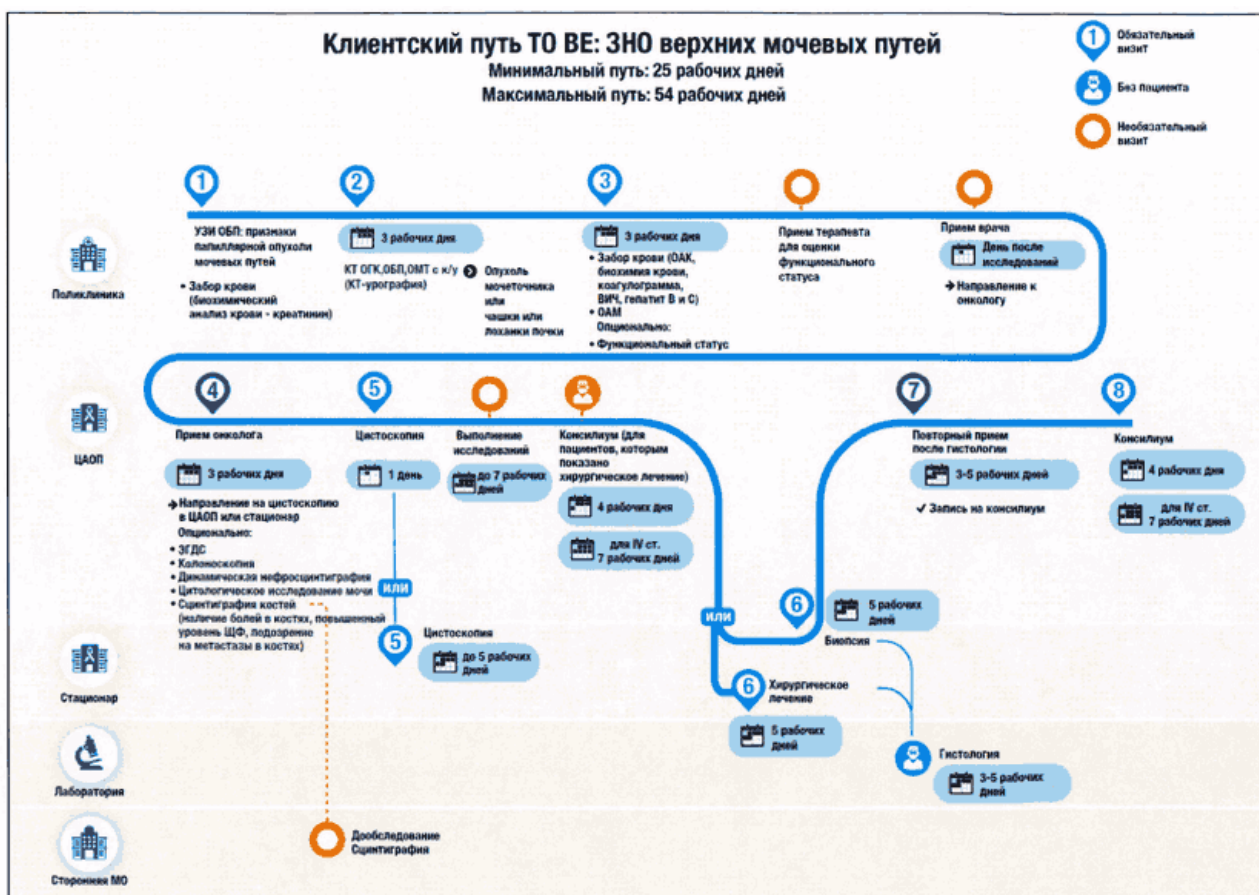 Клиентский путь TO BE: ЗНО верхних мочевых путей
Минимальный путь: 25 рабочих дней
Максимальный путь: 54 рабочих дней
1
Обязательный
визит
Без пациента
Необязательный
визит
Поликлиника
1
УЗИ ОБП: признаки
папиллярной опухоли
мочевых путей
• Забор крови
(биохимический
анализ крови - креатинин)
2
3 рабочих дня
КТ ОГК,ОБП,ОМТ с к/у
(КТ-урография)
Опухоль
мочеточника
или
чашки или
лоханки почки
3
3 рабочих дня
• Забор крови (ОАК,
биохимия крови,
коагулограмма,
ВИЧ, гепатит В и С)
• ОАМ
Опционально:
• Функциональный статус
Прием терапевта
для оценки
функционального
статуса
Прием врача
День после
исследований
→ Направление к
онкологу
ЦАОП
4
Прием онколога
3 рабочих дня
→ Направление на цистоскопию
в ЦАОП или стационар
Опционально:
• ЭГДС
• Колоноскопия
• Динамическая нефросцинтиграфия
• Цитологическое исследование мочи
• Сцинтиграфия костей
(наличие болей в костях, повышенный
уровень ЩФ, подозрение
на метастазы в костях)
5
Цистоскопия
1 день
или
5
Цистоскопия
до 5 рабочих
дней
Выполнение
исследований
до 7 рабочих
дней
Консилиум (для
пациентов, которым
показано
хирургическое лечение)
4 рабочих дня
для IV ст.
7 рабочих дней
или
6
5 рабочих
дней
Биопсия
6
Хирургическое
лечение
5 рабочих
дней
7
Повторный прием
после гистологии
3-5 рабочих дней
✓ Запись на консилиум
8
Консилиум
4 рабочих дня
для IV ст.
7 рабочих дней
Стационар
Лаборатория
Гистология
3-5 рабочих
дней
Сторонняя МО
Дообследование
Сцинтиграфия